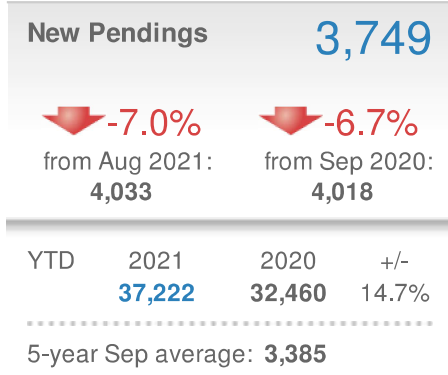 New Pendings 3,749
-7.0% -6.7%
from Aug 2021: from Sep 2020:
4,033 4,018
YTD 2021 2020 +/-
37,222 32,460 14.7%
5-year Sep average: 3,385